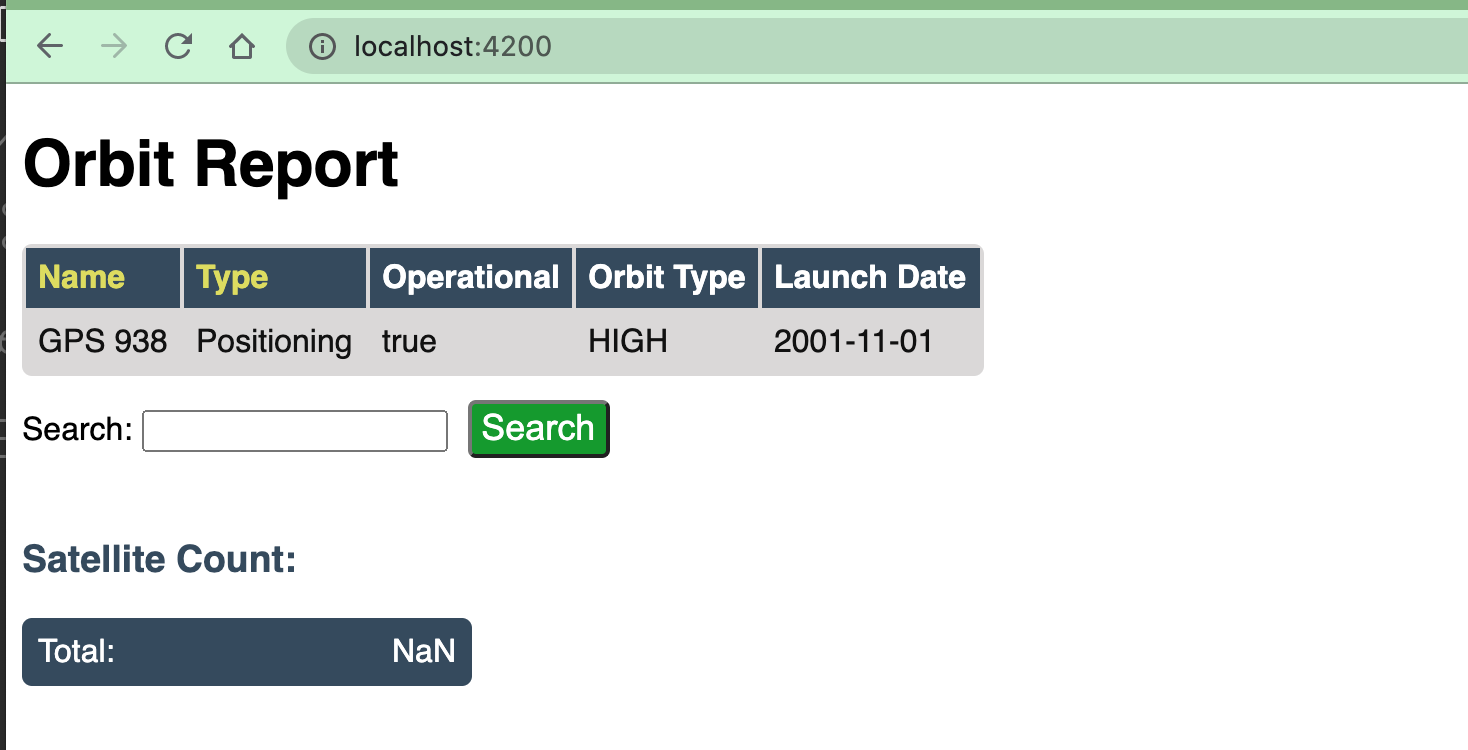 localhost:4200
Orbit Report
Name Type Operational Orbit Type Launch Date
GPS 938 Positioning true HIGH 2001-11-01
Search: Search
Satellite Count:
Total: NaN